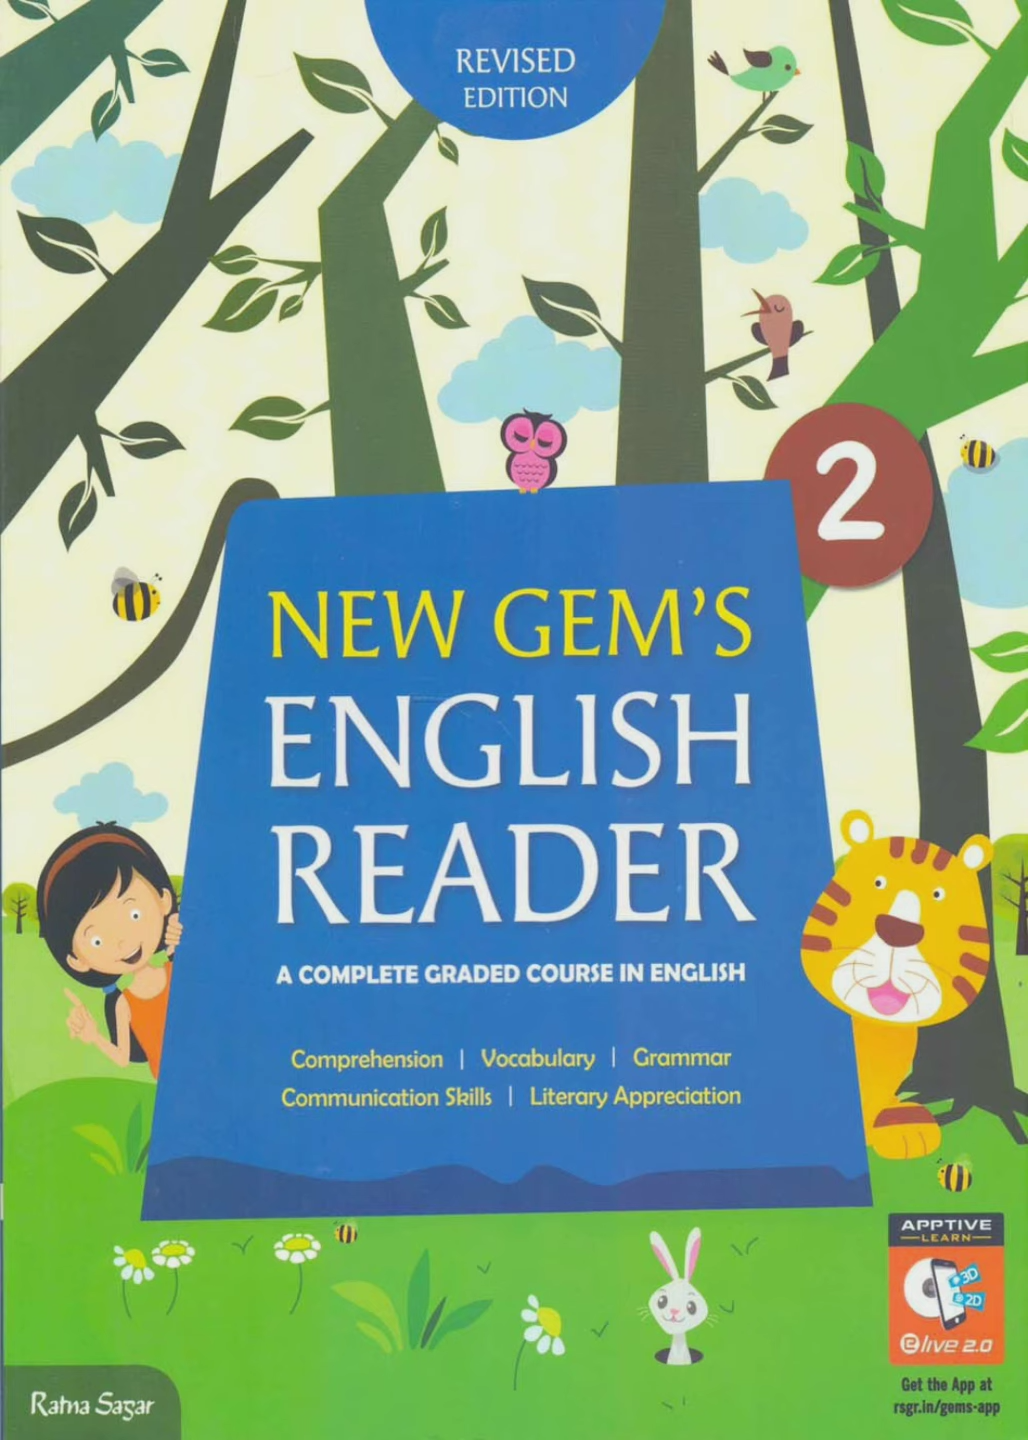 REVISED
EDITION
2
NEW GEM'S
ENGLISH
READER
A COMPLETE GRADED COURSE IN ENGLISH
Comprehension | Vocabulary | Grammar
Communication Skills | Literary Appreciation
APPTIVE
LEARN
3D
2D
elive 2.0
Get the App at
rsgr.in/gems-app
Ratna Sagar